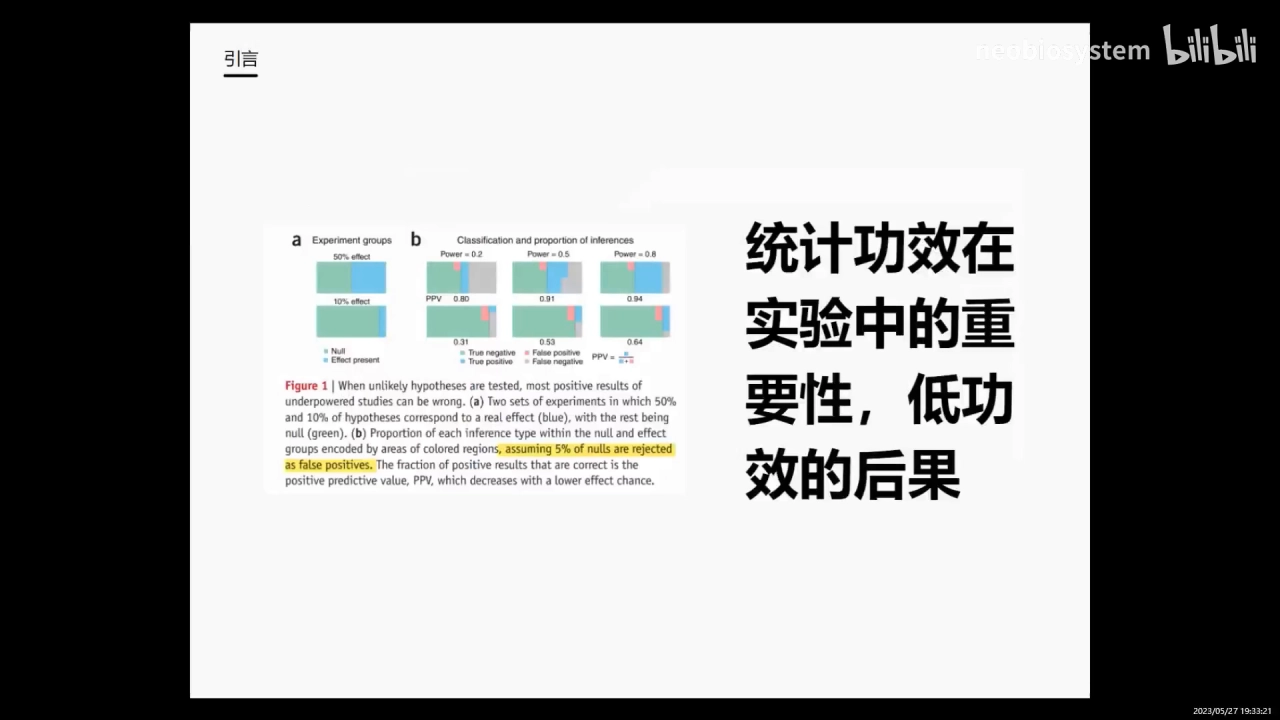 引言
neobiosystem bilibili
a Experiment groups b Classification and proportion of inferences
50% effect Power = 0.2 Power = 0.5 Power = 0.8
PPV 0.80 0.91 0.94
10% effect
0.31 0.53 0.64
Null True negative False positive PPV =
Effect present True positive False negative
Figure 1 | When unlikely hypotheses are tested, most positive results of
underpowered studies can be wrong. (a) Two sets of experiments in which 50%
and 10% of hypotheses correspond to a real effect (blue), with the rest being
null (green). (b) Proportion of each inference type within the null and effect
groups encoded by areas of colored regions, assuming 5% of nulls are rejected
as false positives. The fraction of positive results that are correct is the
positive predictive value, PPV, which decreases with a lower effect chance.
统计功效在
实验中的重
要性，低功
效的后果
2023/05/27 19:33:21